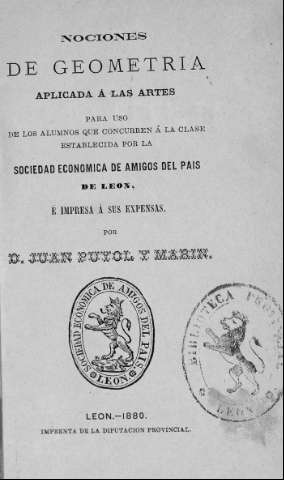 NOCIONES
DE GEOMETRIA
APLICADA Á LAS ARTES
PARA USO
DE LOS ALUMNOS QUE CONCURREN Á LA CLASE
ESTABLECIDA POR LA
SOCIEDAD ECONOMICA DE AMIGOS DEL PAIS
DE LEON,
E IMPRESA Á SUS EXPENSAS.
POR
D. JUAN PUYOL Y MARIN.
SOCIEDAD ECONOMICA DE AMIGOS DEL PAIS.
LEON
BIBLIOTECA
LEON
LEON.—1880.
IMPRENTA DE LA DIPUTACION PROVINCIAL.